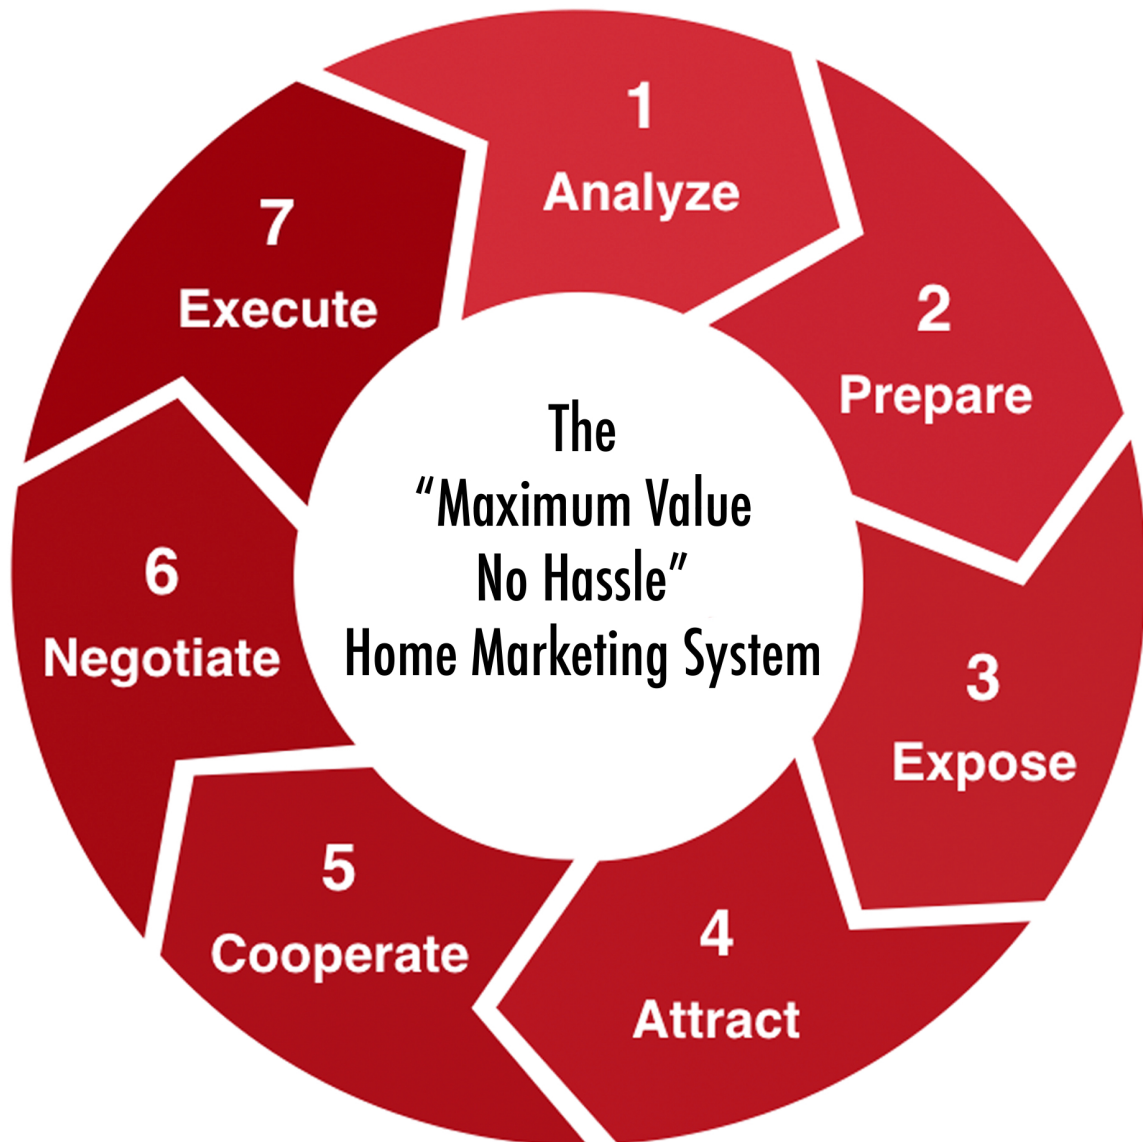 The
“Maximum Value
No Hassle”
Home Marketing System
1
Analyze
2
Prepare
3
Expose
4
Attract
5
Cooperate
6
Negotiate
7
Execute